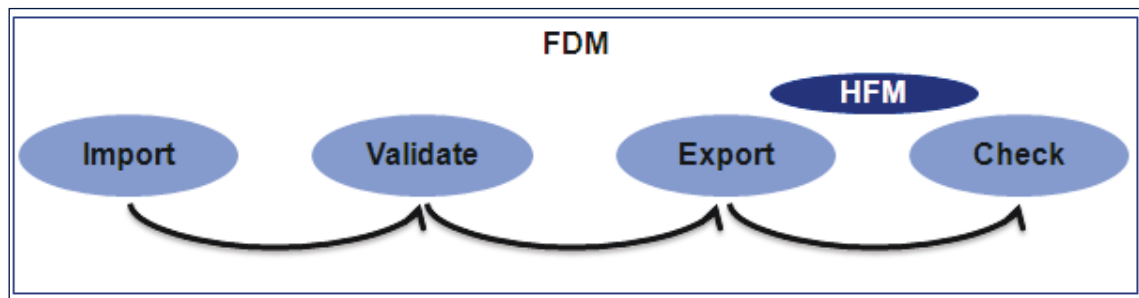 FDM
HFM
Import
Validate
Export
Check